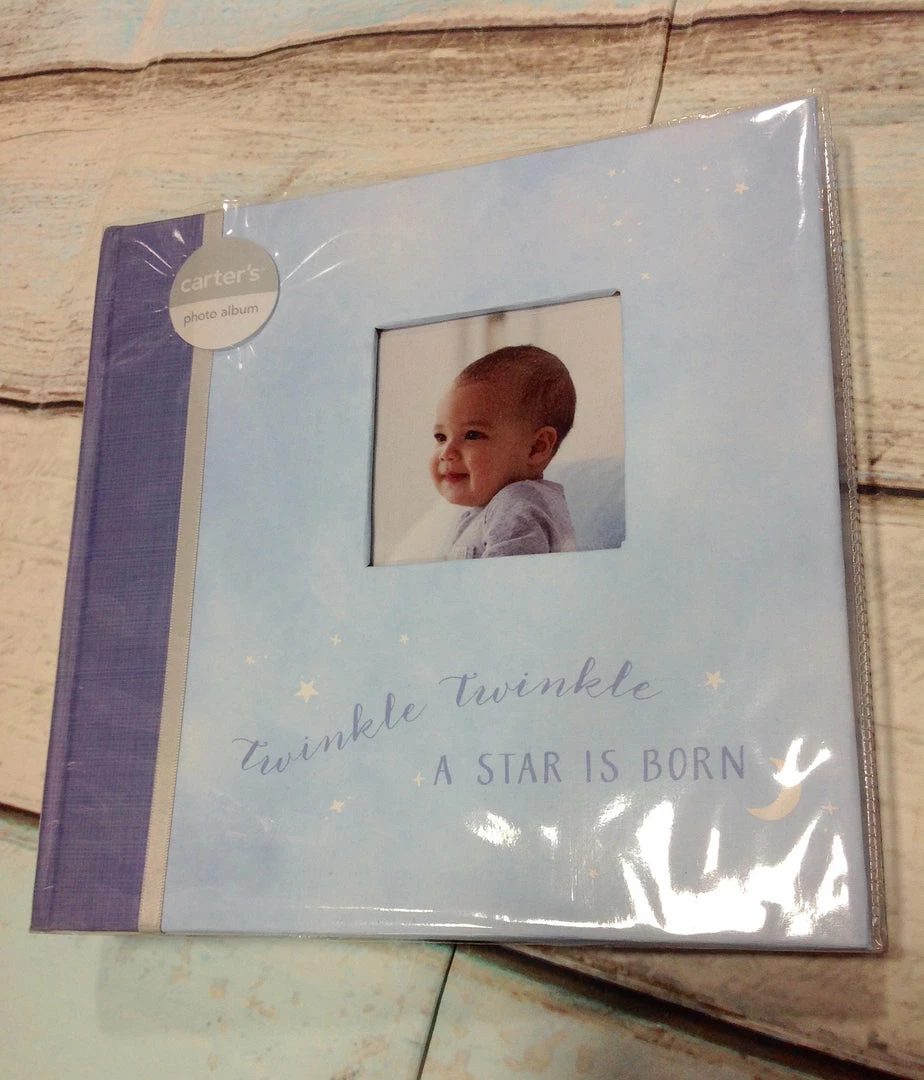 carter's
photo album
twinkle twinkle
A STAR IS BORN